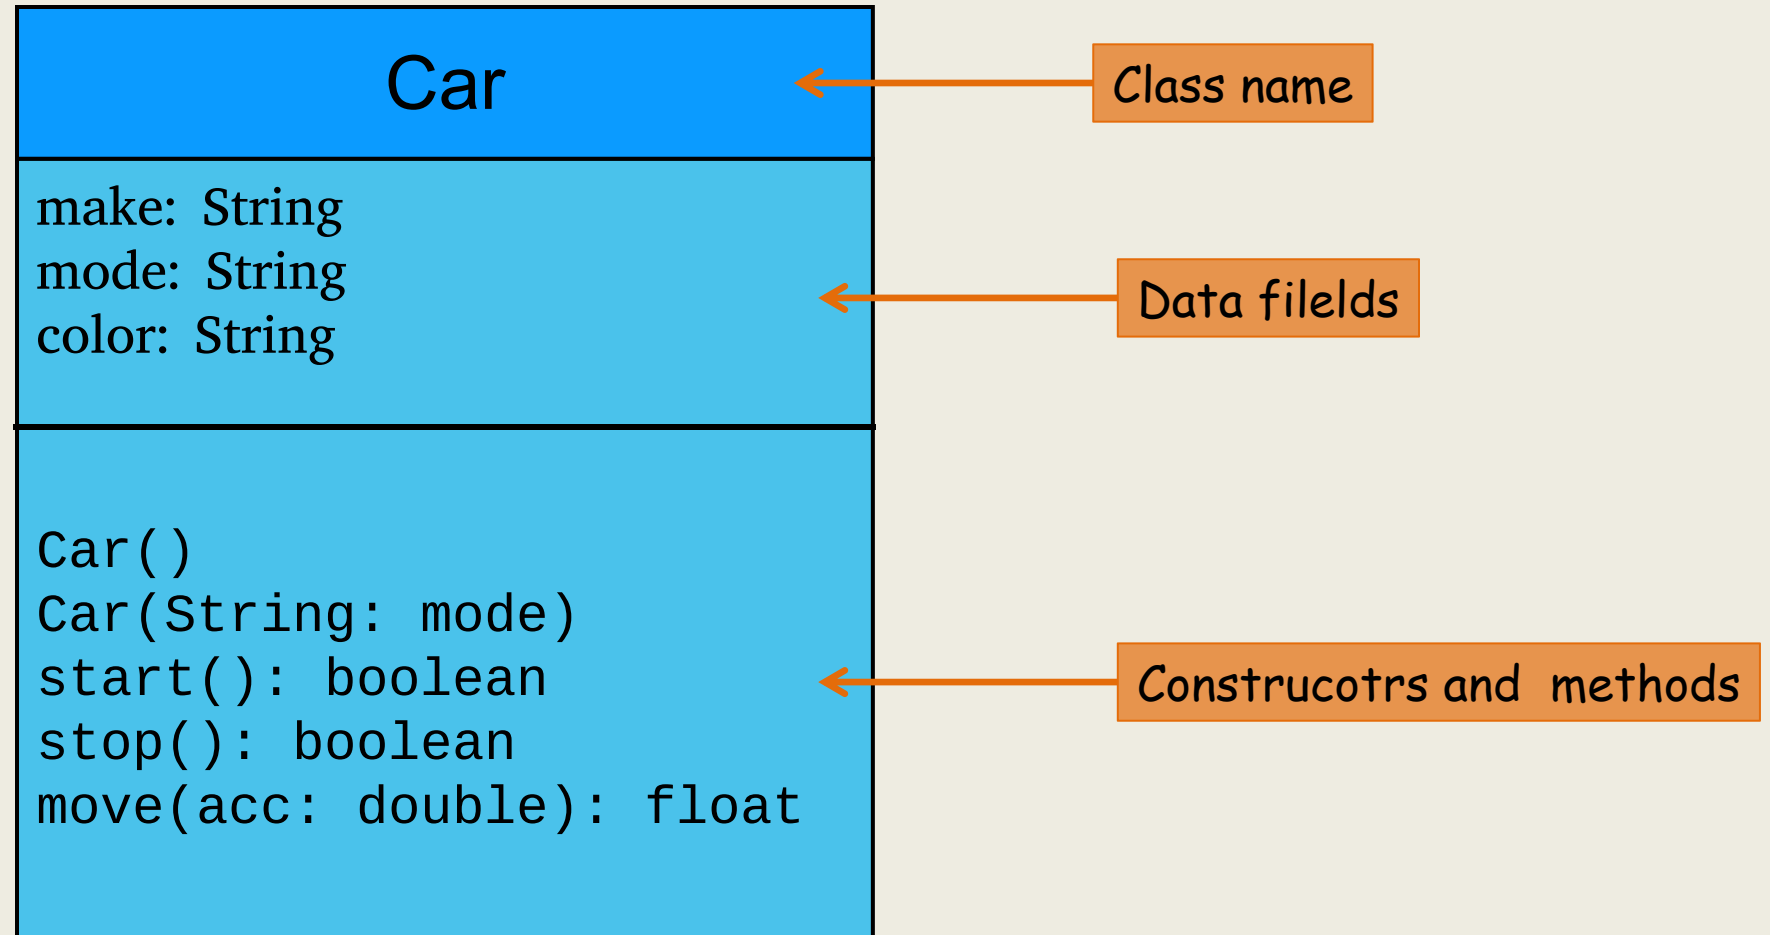 Car
Class name
make: String
mode: String
color: String
Data filelds
Car()
Car(String: mode)
start(): boolean
stop(): boolean
move(acc: double): float
Construcotrs and methods